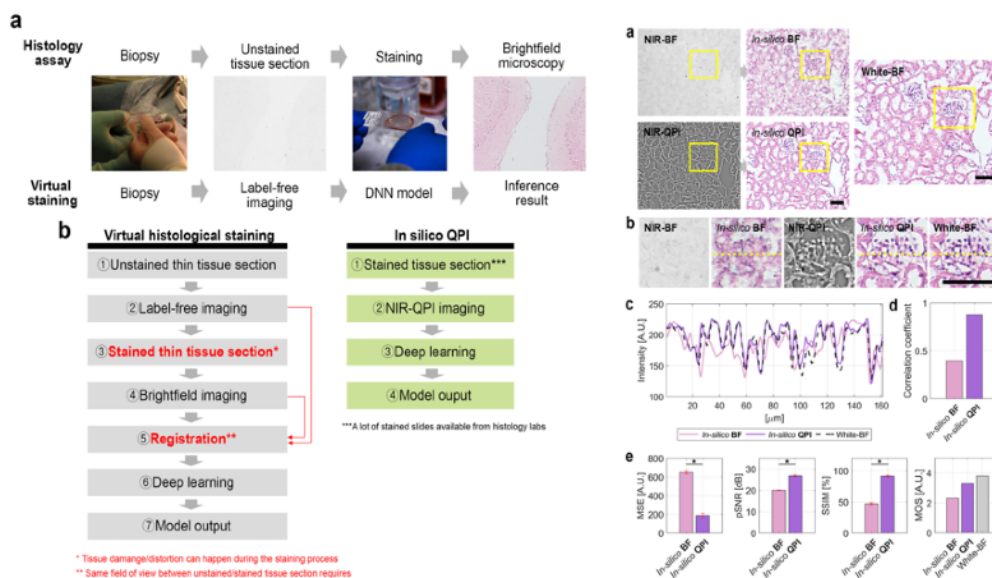 a
Histology
assay
Biopsy
Unstained
tissue section
Staining
Brightfield
microscopy
Virtual
staining
Biopsy
Label-free
imaging
DNN model
Inference
result
b
Virtual histological staining
①Unstained thin tissue section
②Label-free imaging
③Stained thin tissue section*
④Brightfield imaging
⑤Registration**
⑥Deep learning
⑦Model output
* Tissue damange/distortion can happen during the staining process
** Same field of view between unstained/stained tissue section requires
In silico QPI
①Stained tissue section***
②NIR-QPI imaging
③Deep learning
④Model ouput
***A lot of stained slides available from histology labs
a
NIR-BF
In-silico BF
White-BF
NIR-QPI
In-silico QPI
b
NIR-BF
In-silico BF
NIR-QPI
In-silico QPI
White-BF
c
Intensity [A.U.]
250
200
150
100
20
40
60
80
100
120
140
160
[μm]
In-silico BF
In-silico QPI
White-BF
d
Correlation coefficient
1
0.5
0
In-silico BF
In-silico QPI
e
MSE [A.U.]
800
600
400
200
0
*
In-silico BF
In-silico QPI
pSNR [dB]
40
20
0
*
In-silico BF
In-silico QPI
SSIM [%]
100
50
0
*
In-silico BF
In-silico QPI
MOS [A.U.]
4
2
0
In-silico BF
In-silico QPI
White-BF